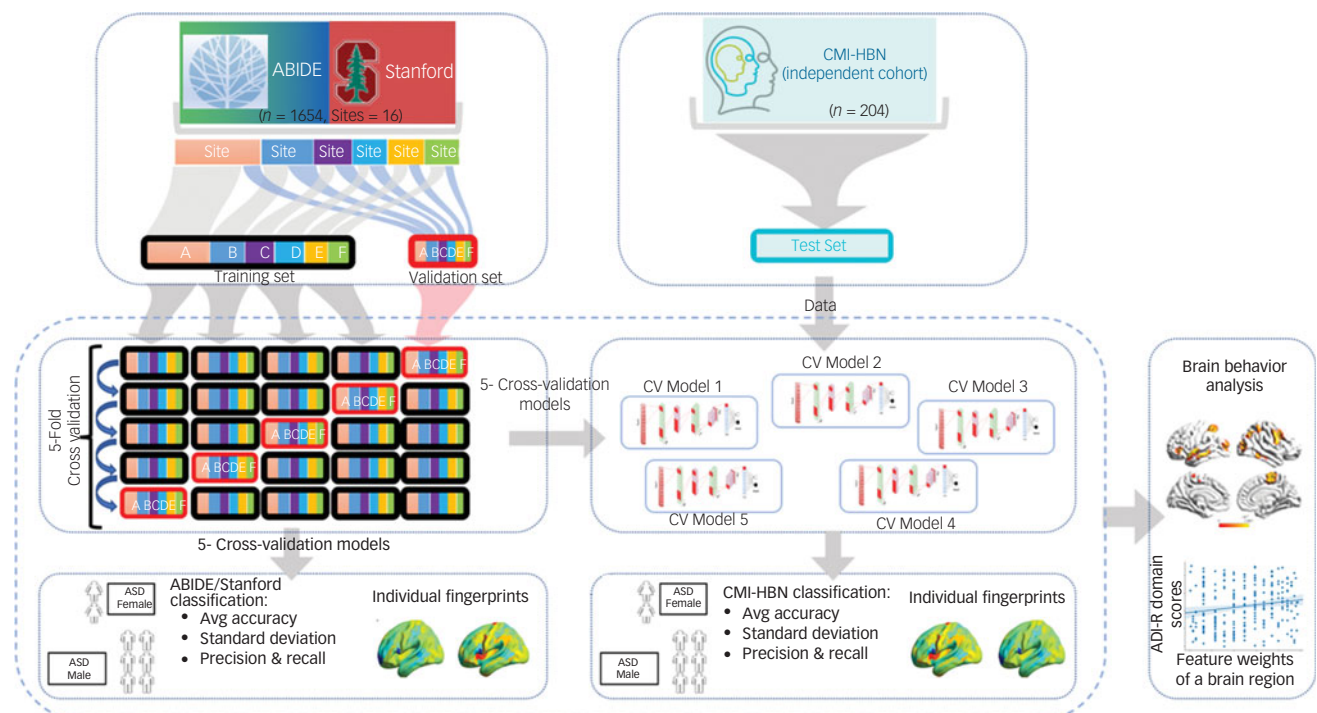 ABIDE
Stanford
(n = 1654, Sites = 16)
Site Site Site Site Site Site
A B C D E F
Training set
A BCDE F
Validation set
CMI-HBN
(independent cohort)
(n = 204)
Test Set
Data
5-Fold
Cross validation
A BCDE F
A BCDE F
A BCDE F
A BCDE F
A BCDE F
5- Cross-validation models
5- Cross-validation
models
CV Model 1
CV Model 2
CV Model 3
CV Model 5
CV Model 4
ASD
Female
ASD
Male
ABIDE/Stanford
classification:
• Avg accuracy
• Standard deviation
• Precision & recall
Individual fingerprints
ASD
Female
ASD
Male
CMI-HBN classification:
• Avg accuracy
• Standard deviation
• Precision & recall
Individual fingerprints
Brain behavior
analysis
ADI-R domain
scores
Feature weights
of a brain region